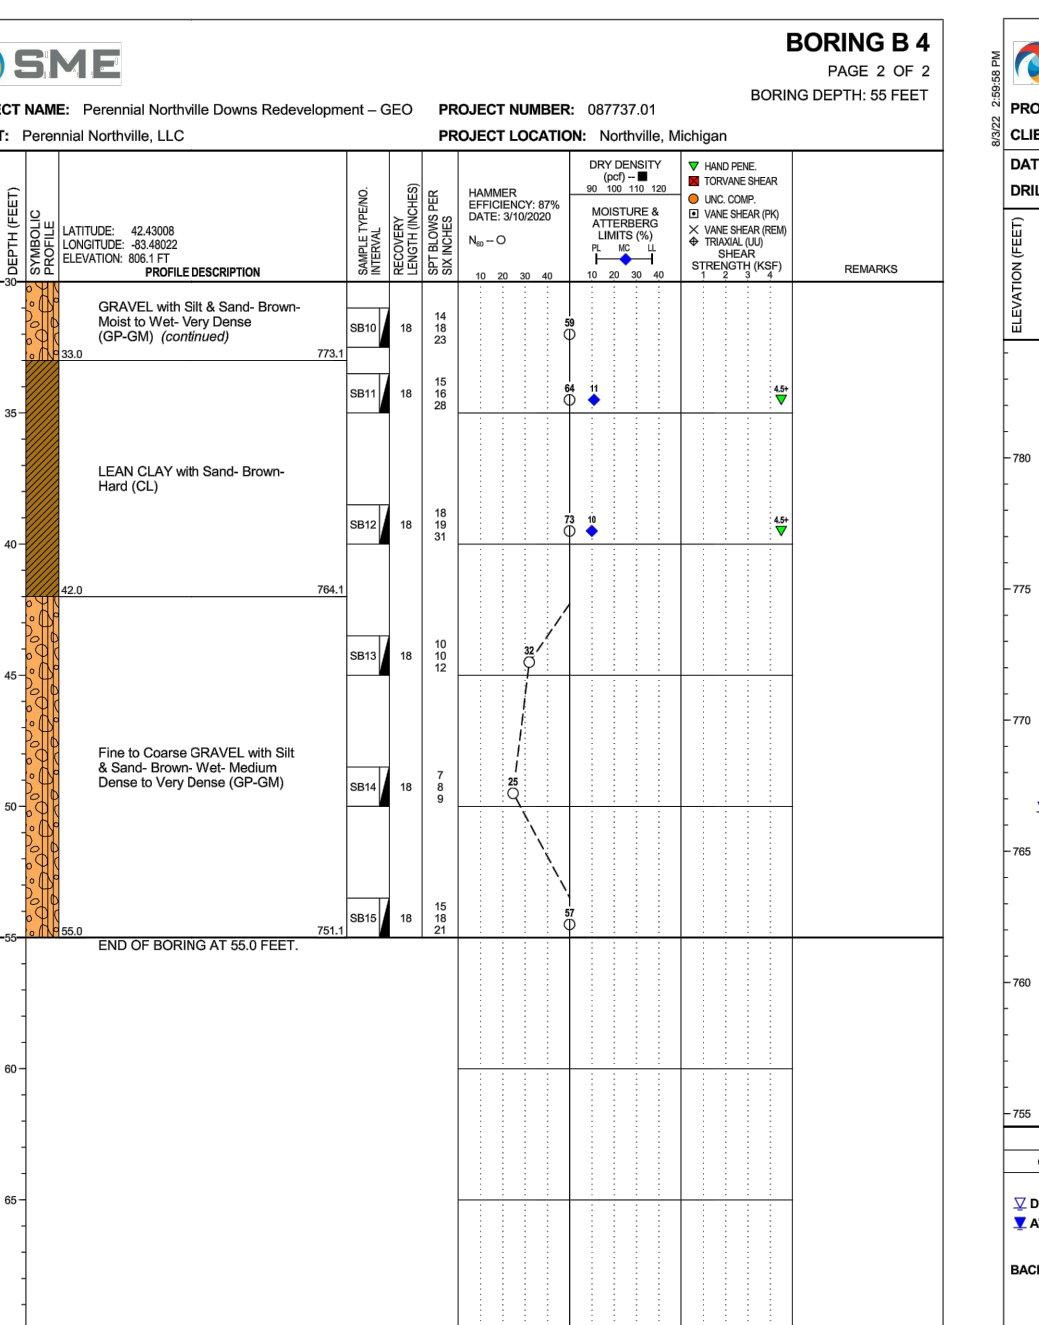 SME
BORING B 4
PAGE 2 OF 2
BORING DEPTH: 55 FEET
CT NAME: Perennial Northville Downs Redevelopment – GEO
PROJECT NUMBER: 087737.01
T: Perennial Northville, LLC
PROJECT LOCATION: Northville, Michigan
DEPTH (FEET)
SYMBOLIC
PROFILE
LATITUDE: 42.43008
LONGITUDE: -83.48022
ELEVATION: 806.1 FT
PROFILE DESCRIPTION
SAMPLE TYPE/NO.
INTERVAL
RECOVERY
LENGTH (INCHES)
SPT BLOWS PER
SIX INCHES
HAMMER
EFFICIENCY: 87%
DATE: 3/10/2020
N60 -- O
10 20 30 40
DRY DENSITY
(pcf) -- ■
90 100 110 120
MOISTURE &
ATTERBERG
LIMITS (%)
PL MC LL
10 20 30 40
HAND PENE.
TORVANE SHEAR
UNC. COMP.
VANE SHEAR (PK)
VANE SHEAR (REM)
TRIAXIAL (UU)
SHEAR
STRENGTH (KSF)
1 2 3 4
REMARKS
30
GRAVEL with Silt & Sand- Brown-
Moist to Wet- Very Dense
(GP-GM) (continued)
33.0 773.1
SB10 18
14
18
23
59
35
SB11 18
15
16
28
64 11 4.5+
LEAN CLAY with Sand- Brown-
Hard (CL)
40
SB12 18
18
19
31
73 10 4.5+
42.0 764.1
45
SB13 18
10
10
12
32
Fine to Coarse GRAVEL with Silt
& Sand- Brown- Wet- Medium
Dense to Very Dense (GP-GM)
50
SB14 18
7
8
9
25
55
SB15 18
15
18
21
57
55.0 751.1
END OF BORING AT 55.0 FEET.
60
65
8/3/22 2:59:58 PM
PRO
CLIE
DAT
DRIL
ELEVATION (FEET)
780
775
770
765
760
755
D
A
BAC